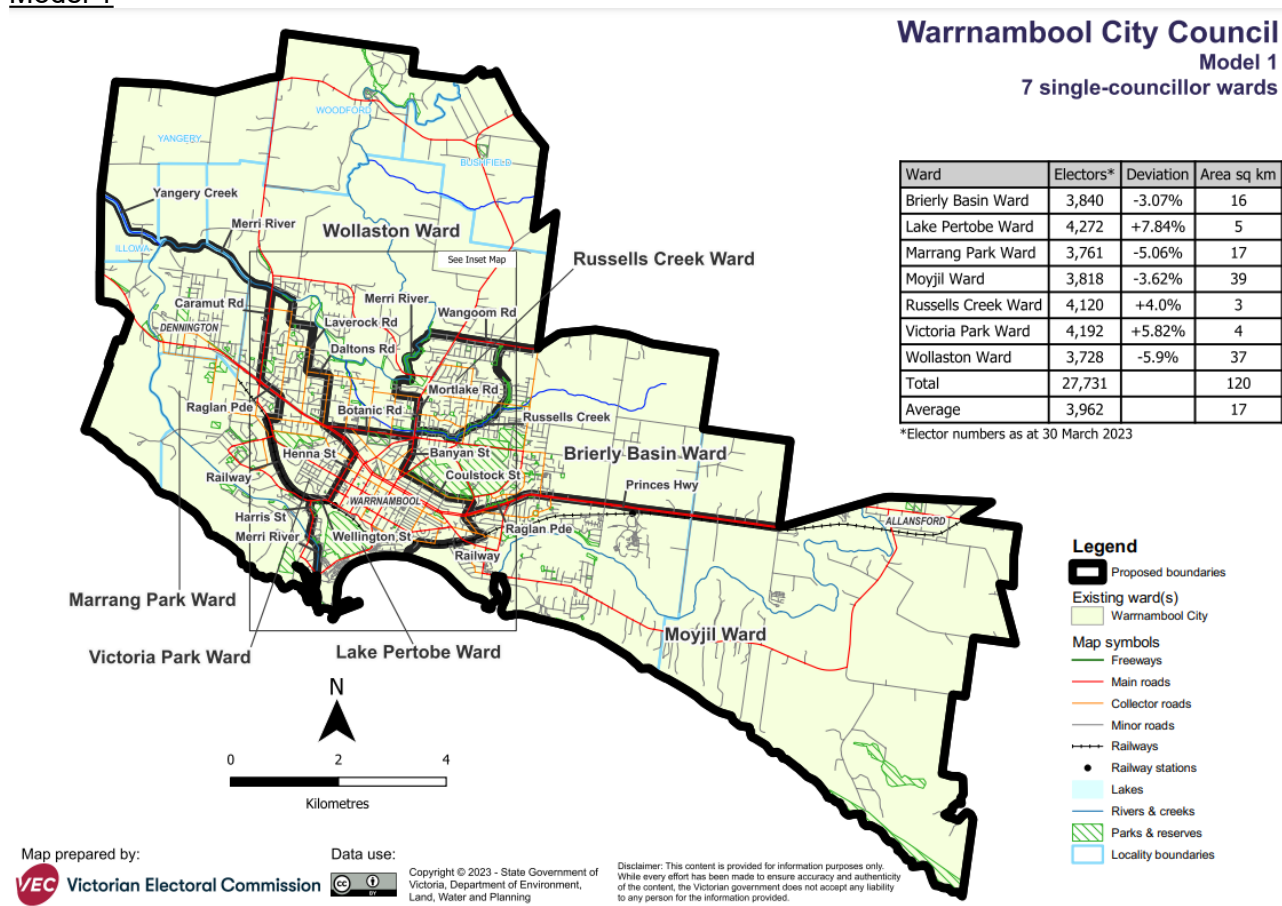 Model 1
Warrnambool City Council
Model 1
7 single-councillor wards
Ward Electors* Deviation Area sq km
Brierly Basin Ward 3,840 -3.07% 16
Lake Pertobe Ward 4,272 +7.84% 5
Marrang Park Ward 3,761 -5.06% 17
Moyjil Ward 3,818 -3.62% 39
Russells Creek Ward 4,120 +4.0% 3
Victoria Park Ward 4,192 +5.82% 4
Wollaston Ward 3,728 -5.9% 37
Total 27,731 120
Average 3,962 17
*Elector numbers as at 30 March 2023
WOODFORD
YANGERY
BUSHFIELD
Yangery Creek
Merri River
Wollaston Ward
ILLOWA
See Inset Map
Russells Creek Ward
Caramut Rd
Merri River
Wangoom Rd
Laverock Rd
DENNINGTON
Daltons Rd
Mortlake Rd
Raglan Pde
Botanic Rd
Russells Creek
Henna St
Banyan St
Brierly Basin Ward
Railway
Coulstock St
Princes Hwy
WARRNAMBOOL
Harris St
Raglan Pde
ALLANSFORD
Merri River
Wellington St
Railway
Marrang Park Ward
Moyjil Ward
Victoria Park Ward
Lake Pertobe Ward
N
0 2 4
Kilometres
Legend
Proposed boundaries
Existing ward(s)
Warrnambool City
Map symbols
Freeways
Main roads
Collector roads
Minor roads
Railways
Railway stations
Lakes
Rivers & creeks
Parks & reserves
Locality boundaries
Map prepared by:
VEC Victorian Electoral Commission
Data use:
cc BY
Copyright © 2023 - State Government of
Victoria, Department of Environment,
Land, Water and Planning
Disclaimer: This content is provided for information purposes only.
While every effort has been made to ensure accuracy and authenticity
of the content, the Victorian government does not accept any liability
to any person for the information provided.